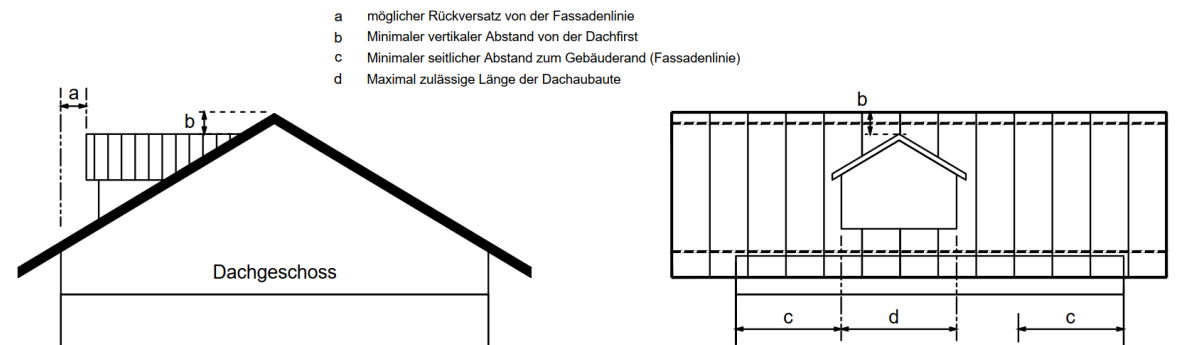 a möglicher Rückversatz von der Fassadenlinie
b Minimaler vertikaler Abstand von der Dachfirst
c Minimaler seitlicher Abstand zum Gebäuderand (Fassadenlinie)
d Maximal zulässige Länge der Dachaubaute
a
b
Dachgeschoss
b
c d c